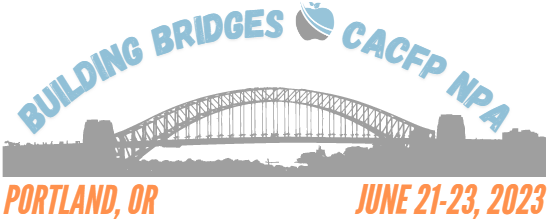 BUILDING BRIDGES CACFP NPA
PORTLAND, OR
JUNE 21-23, 2023